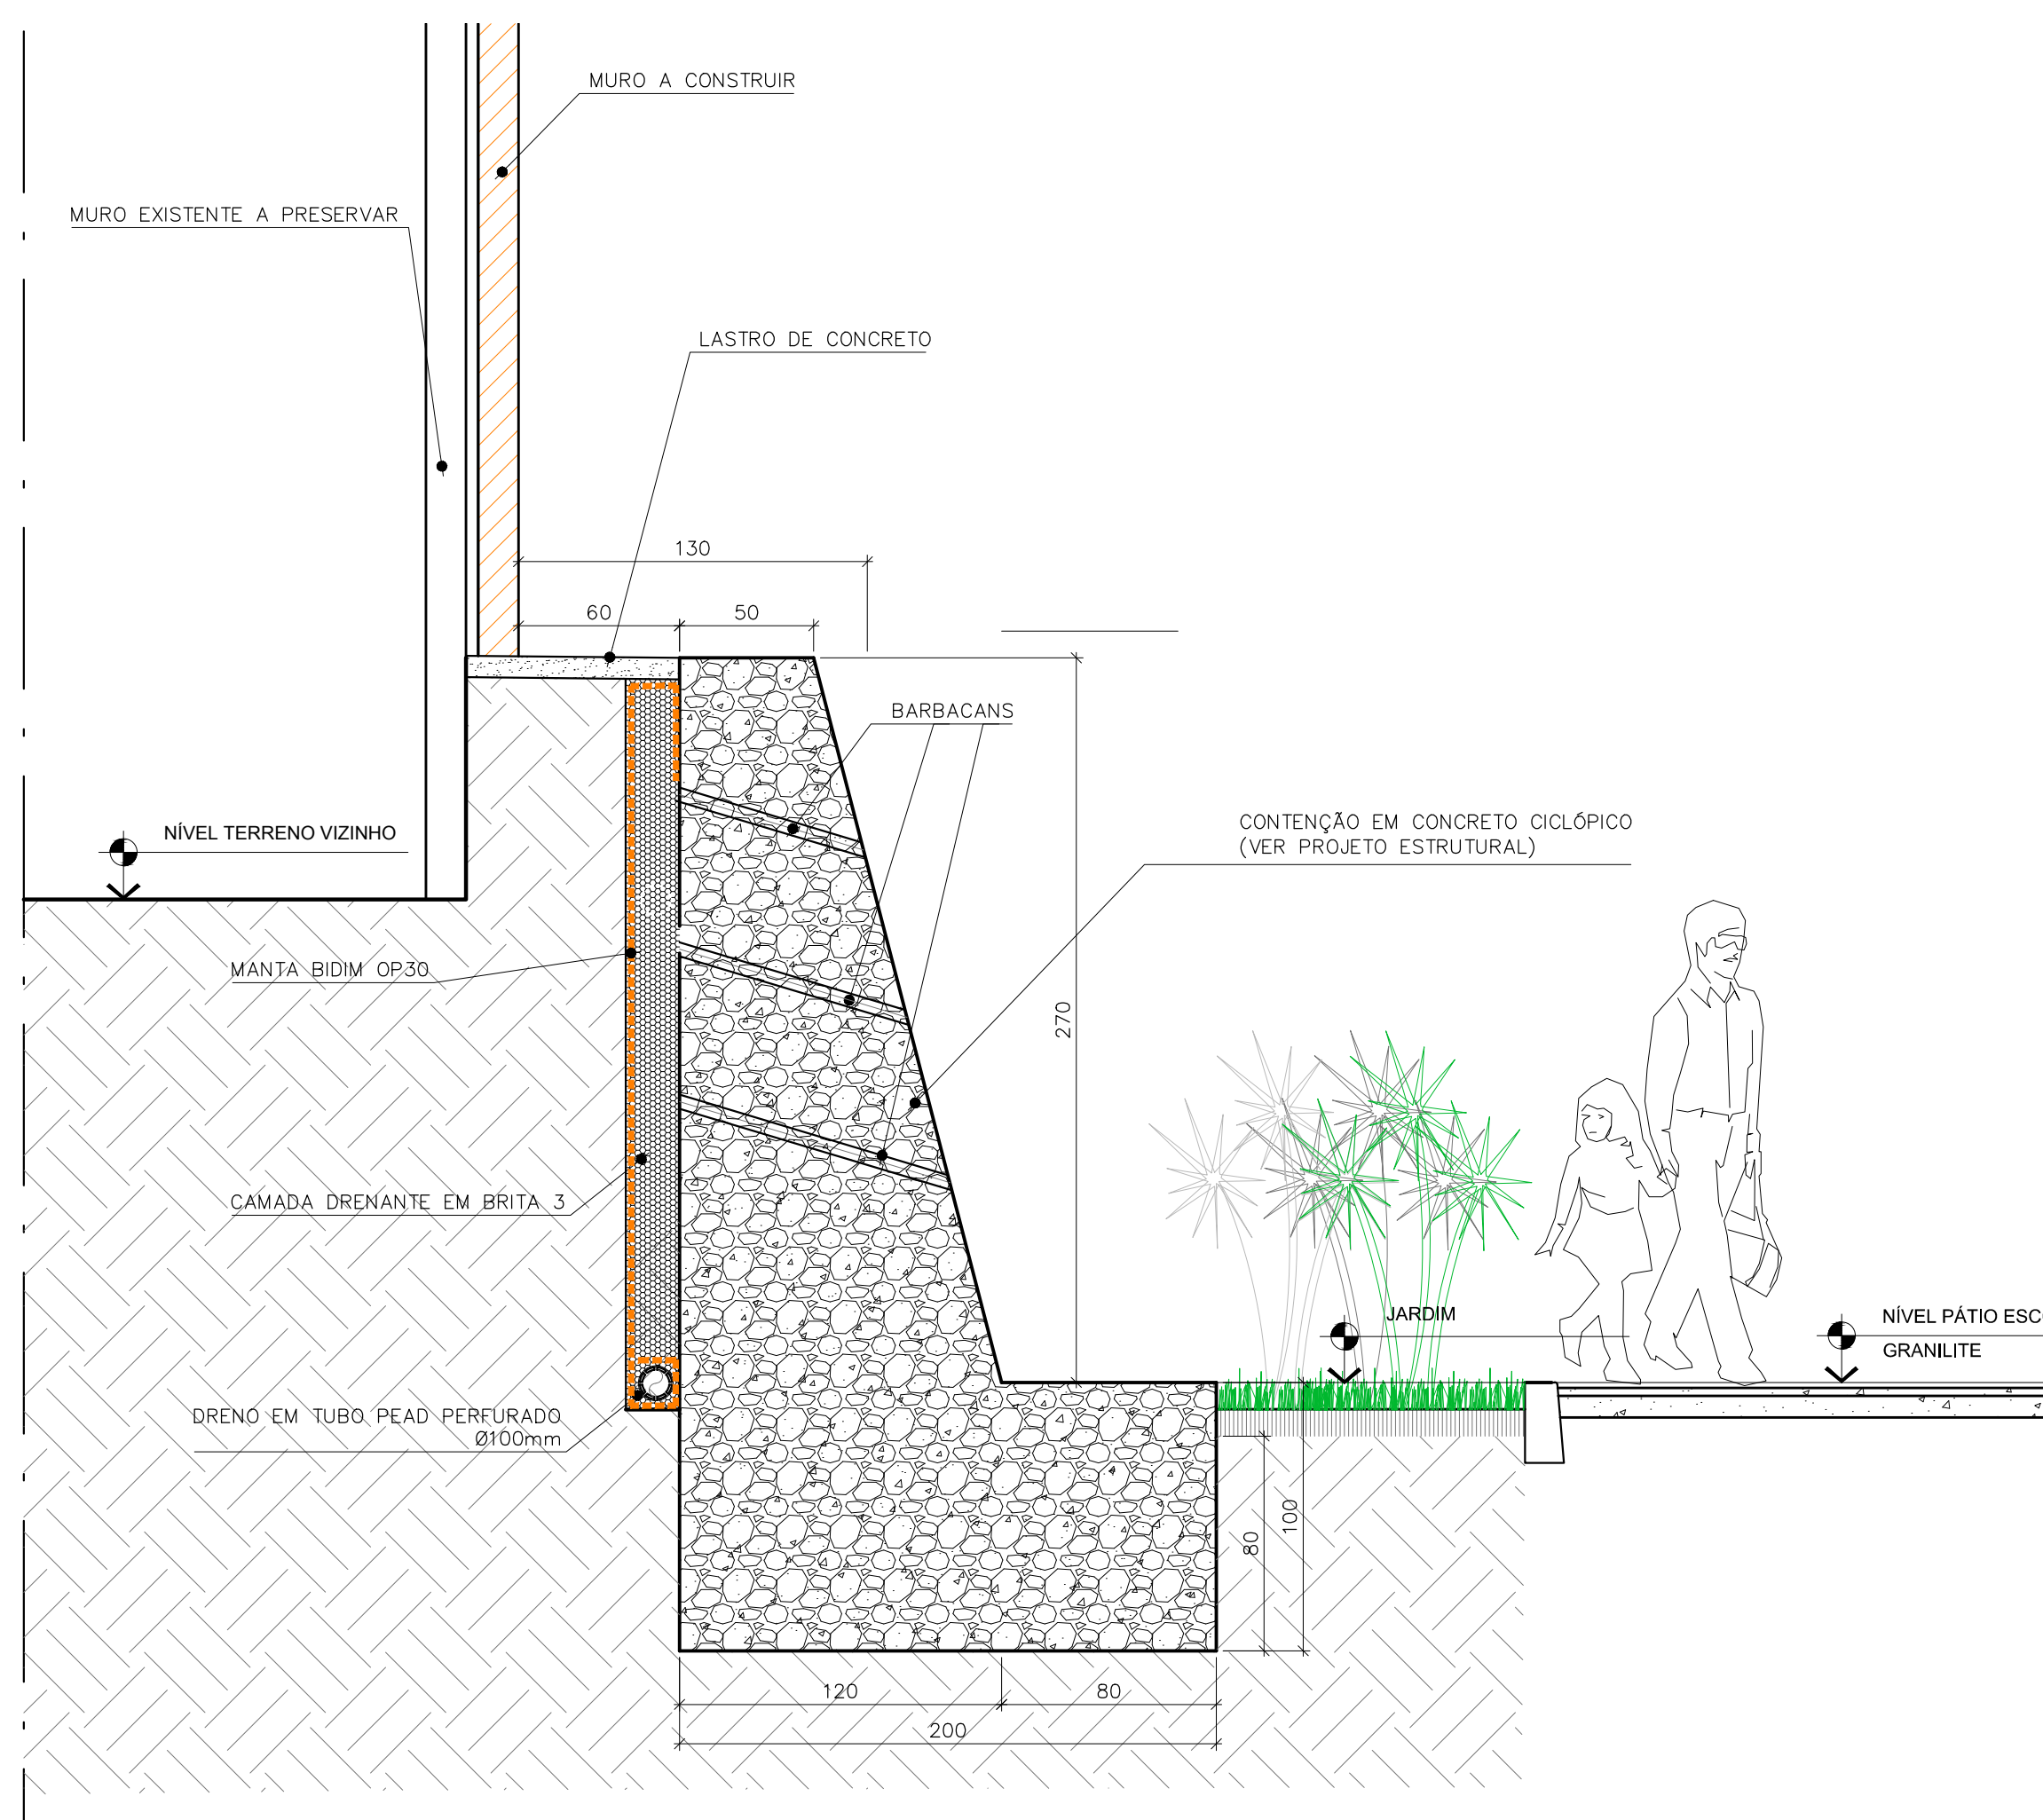 MURO A CONSTRUIR
MURO EXISTENTE A PRESERVAR
LASTRO DE CONCRETO
130
60
50
BARBACANS
CONTENÇÃO EM CONCRETO CICLÓPICO
(VER PROJETO ESTRUTURAL)
NÍVEL TERRENO VIZINHO
MANTA BIDIM OP30
270
CAMADA DRENANTE EM BRITA 3
JARDIM
NÍVEL PÁTIO ESC
GRANILITE
DRENO EM TUBO PEAD PERFURADO
Ø100mm
80
100
120
80
200